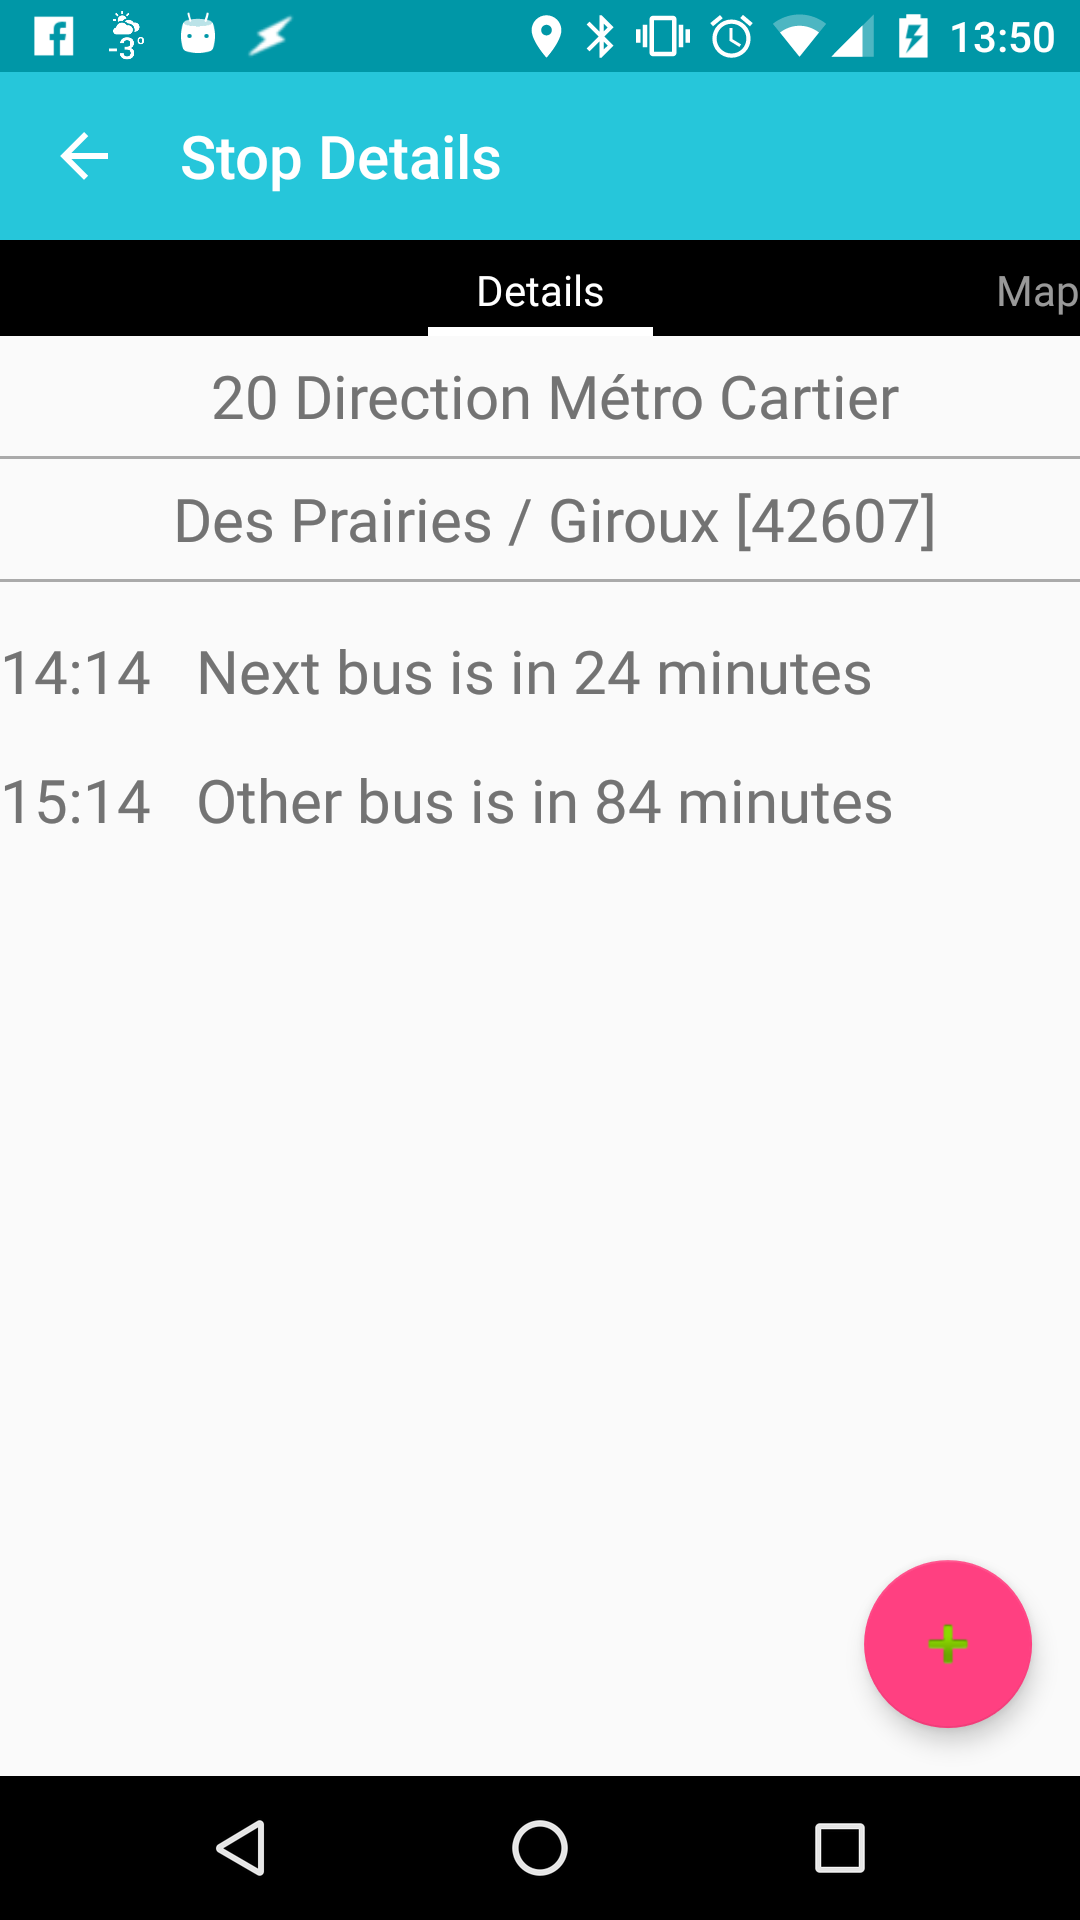 -3° 13:50
Stop Details
Details Map
20 Direction Métro Cartier
Des Prairies / Giroux [42607]
14:14 Next bus is in 24 minutes
15:14 Other bus is in 84 minutes